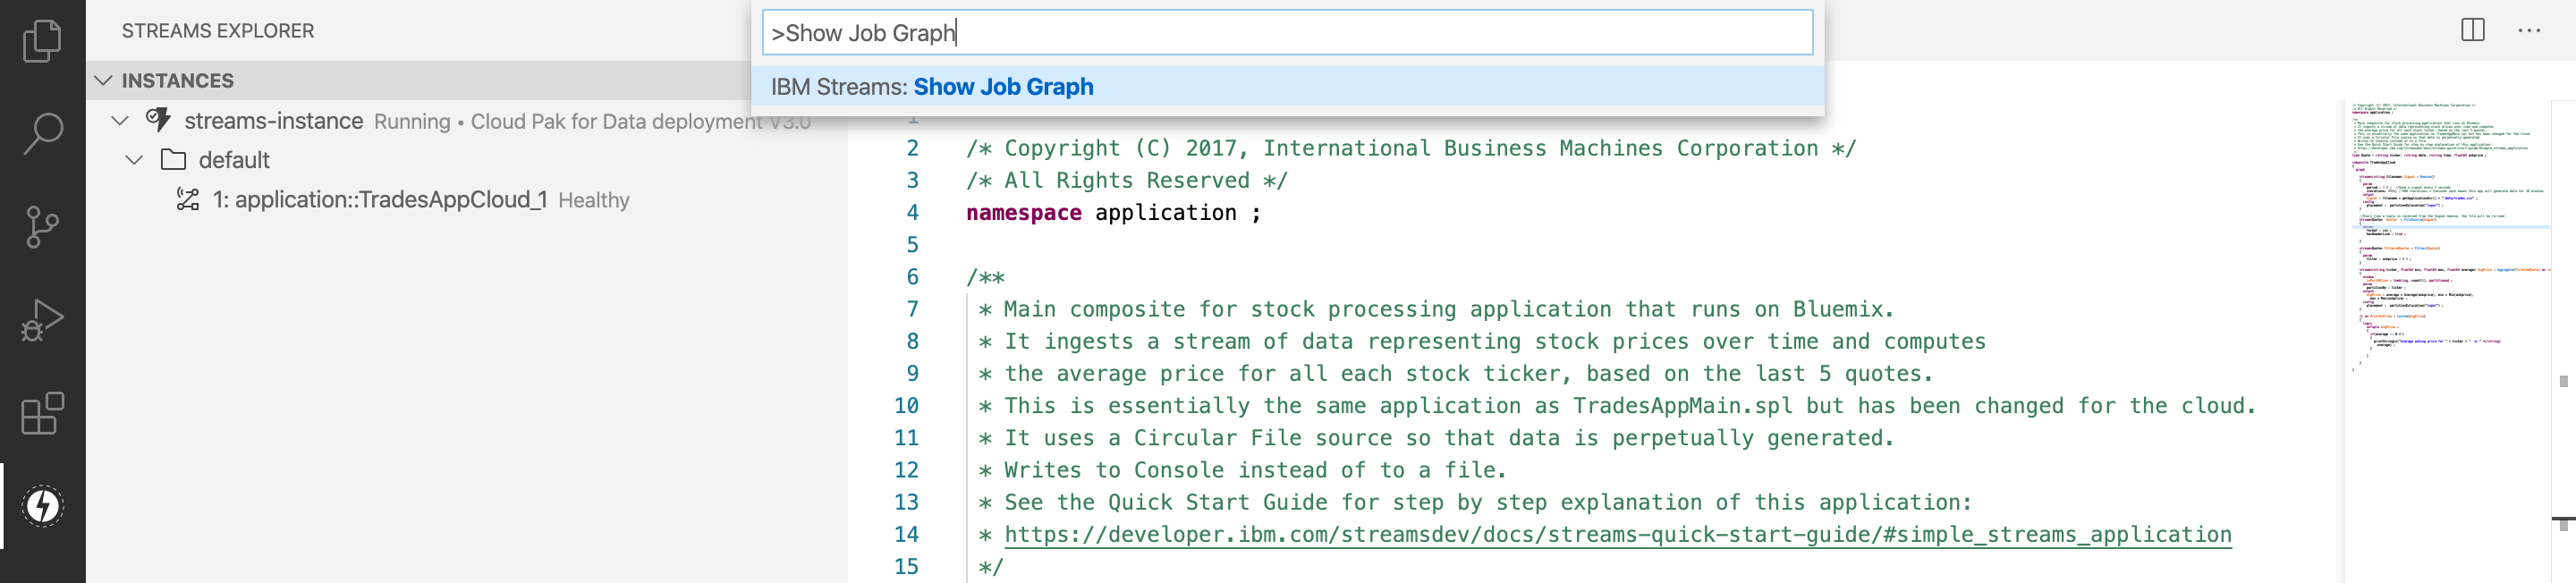 STREAMS EXPLORER
>Show Job Graph
IBM Streams: Show Job Graph
INSTANCES
streams-instance Running • Cloud Pak for Data deployment v3.0
default
1: application::TradesAppCloud_1 Healthy
1
2 /* Copyright (C) 2017, International Business Machines Corporation */
3 /* All Rights Reserved */
4 namespace application ;
5
6 /**
7 * Main composite for stock processing application that runs on Bluemix.
8 * It ingests a stream of data representing stock prices over time and computes
9 * the average price for all each stock ticker, based on the last 5 quotes.
10 * This is essentially the same application as TradesAppMain.spl but has been changed for the cloud.
11 * It uses a Circular File source so that data is perpetually generated.
12 * Writes to Console instead of to a file.
13 * See the Quick Start Guide for step by step explanation of this application:
14 * https://developer.ibm.com/streamsdev/docs/streams-quick-start-guide/#simple_streams_application
15 */